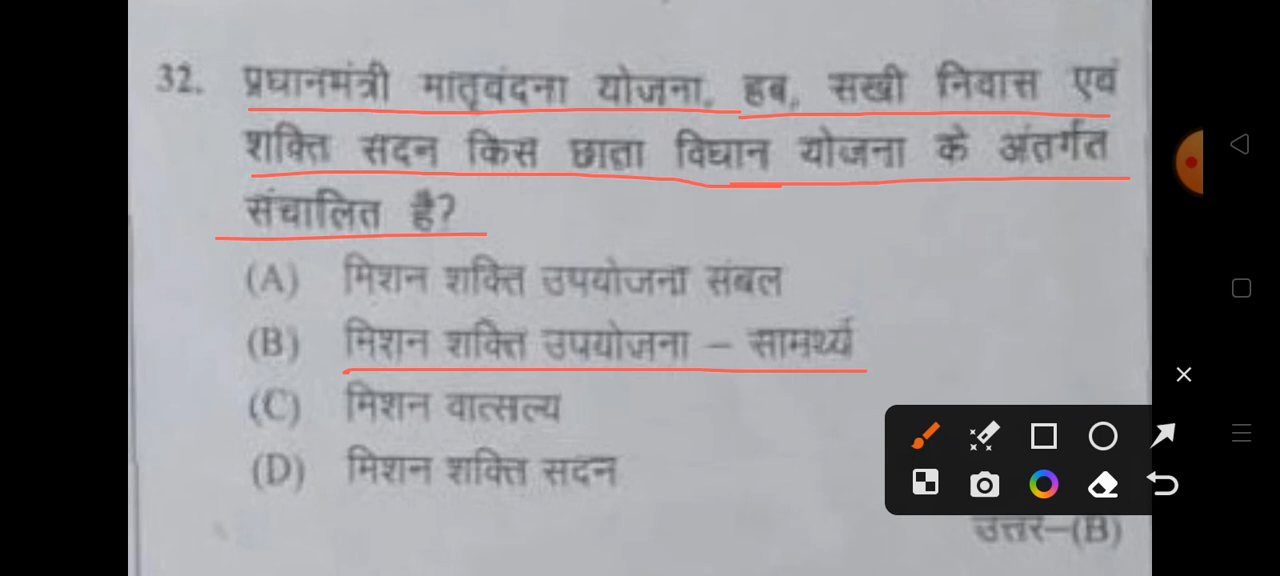 32. प्रधानमंत्री मातृवंदना योजना, हब, सखी निवास एवं
शक्ति सदन किस छाता विधान योजना के अंतर्गत
संचालित है?
(A) मिशन शक्ति उपयोजना संबल
(B) मिशन शक्ति उपयोजना – सामर्थ्य
(C) मिशन वात्सल्य
(D) मिशन शक्ति सदन
उत्तर–(B)